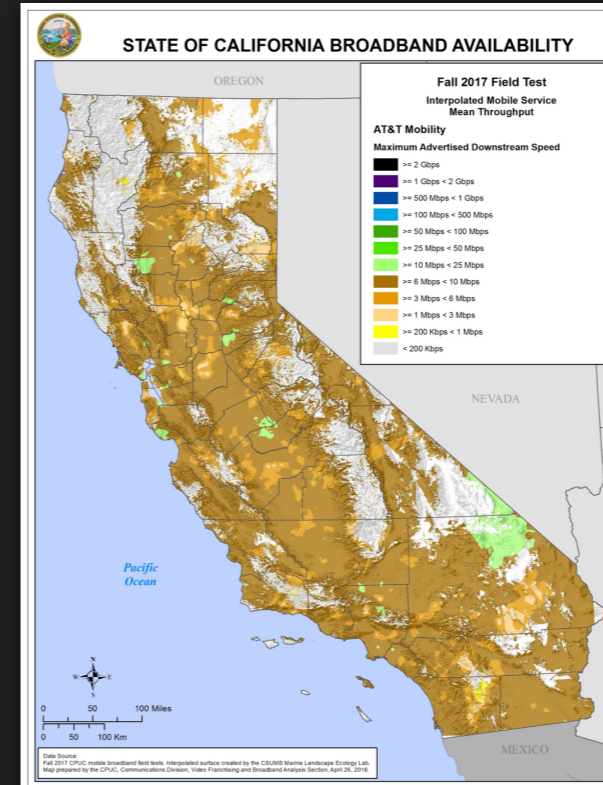 STATE OF CALIFORNIA BROADBAND AVAILABILITY
OREGON
Fall 2017 Field Test
Interpolated Mobile Service
Mean Throughput
AT&T Mobility
Maximum Advertised Downstream Speed
>= 2 Gbps
>= 1 Gbps < 2 Gbps
>= 500 Mbps < 1 Gbps
>= 100 Mbps < 500 Mbps
>= 50 Mbps < 100 Mbps
>= 25 Mbps < 50 Mbps
>= 10 Mbps < 25 Mbps
>= 6 Mbps < 10 Mbps
>= 3 Mbps < 6 Mbps
>= 1 Mbps < 3 Mbps
>= 200 Kbps < 1 Mbps
< 200 Kbps
NEVADA
Pacific
Ocean
N
W E
S
0 50 100 Miles
0 50 100 Km
MEXICO
Data Source:
Fall 2017 CPUC mobile broadband field tests. Interpolated surface created by the CSUMB Marine Landscape Ecology Lab.
Map prepared by the CPUC, Communications Division, Video Franchising and Broadband Analysis Section, April 26, 2018.